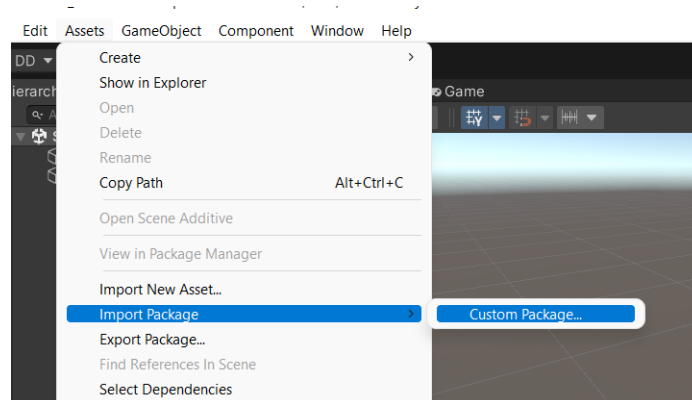 Edit Assets GameObject Component Window Help
DD
Create
Show in Explorer
Game
Open
Delete
Rename
Copy Path Alt+Ctrl+C
Open Scene Additive
View in Package Manager
Import New Asset...
Import Package Custom Package...
Export Package...
Find References In Scene
Select Dependencies